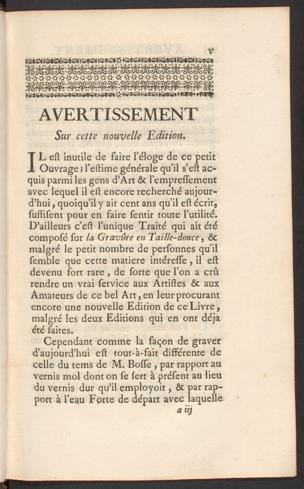 v
AVERTISSEMENT
Sur cette nouvelle Edition.
IL est inutile de faire l'éloge de ce petit
Ouvrage; l'estime générale qu'il s'est ac-
quis parmi les gens d'Art & l'empressement
avec lequel il est encore recherché aujour-
d'hui, quoiqu'il y ait cent ans qu'il est écrit,
suffisent pour en faire sentir toute l'utilité.
D'ailleurs c'est l'unique Traité qui ait été
composé sur la Gravûre en Taille-douce, &
malgré le petit nombre de personnes qu'il
semble que cette matiere intéresse, il est
devenu fort rare, de sorte que l'on a crû
rendre un vrai service aux Artistes & aux
Amateurs de ce bel Art, en leur procurant
encore une nouvelle Edition de ce Livre,
malgré les deux Editions qui en ont déja
été faites.
Cependant comme la façon de graver
d'aujourd'hui est tout-à-fait différente de
celle du tems de M. Bosse, par rapport au
vernis mol dont on se sert à présent au lieu
du vernis dur qu'il employoit, & par rap-
port à l'eau Forte de départ avec laquelle
a iij